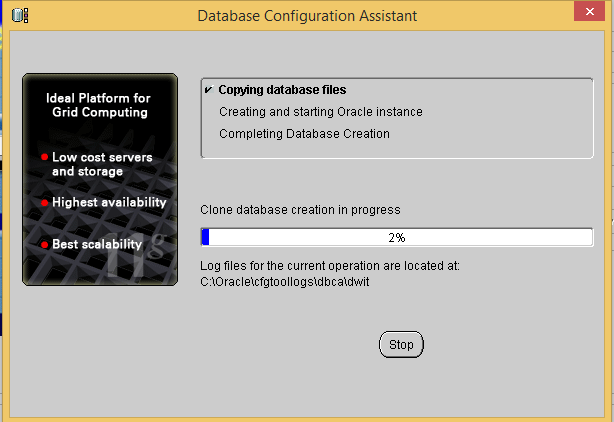 Database Configuration Assistant
Ideal Platform for
Grid Computing
Low cost servers
and storage
Highest availability
Best scalability
11g
Copying database files
Creating and starting Oracle instance
Completing Database Creation
Clone database creation in progress
2%
Log files for the current operation are located at:
C:\Oracle\cfgtoollogs\dbca\dwit
Stop